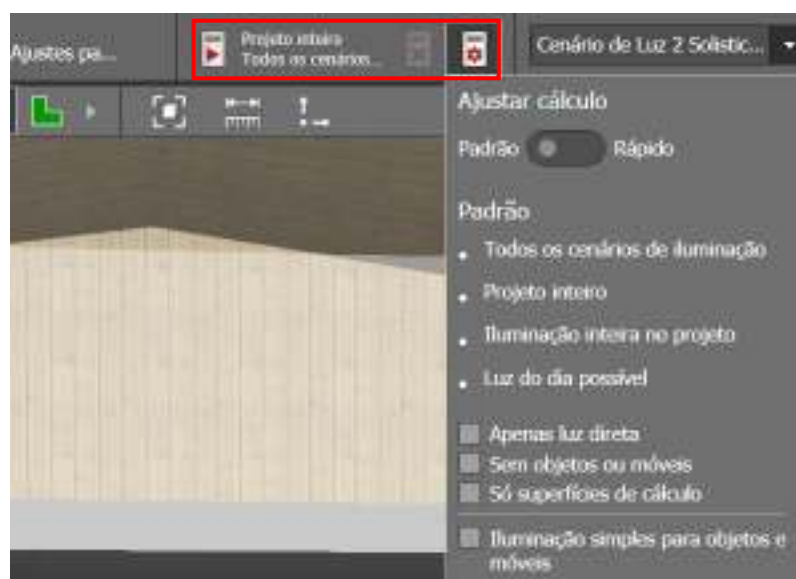 Ajustes pa...
Projeto inteiro
Todos os cenários...
Cenário de Luz 2 Solistic...
Ajustar cálculo
Padrão Rápido
Padrão
Todos os cenários de iluminação
Projeto inteiro
Iluminação inteira no projeto
Luz do dia possível
Apenas luz direta
Sem objetos ou móveis
Só superfícies de cálculo
Iluminação simples para objetos e
móveis